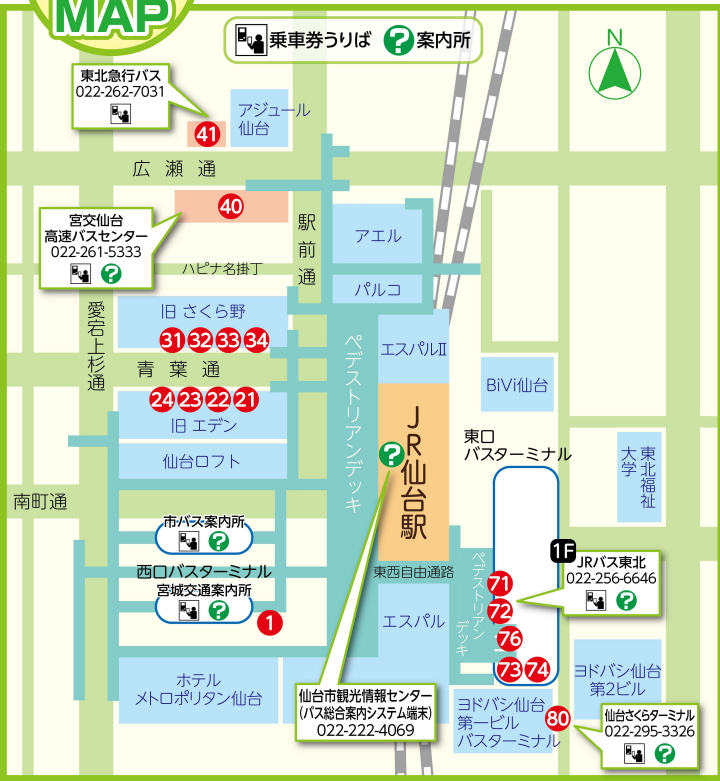 MAP
乗車券うりば
?案内所
N
東北急行バス
022-262-7031
アジュール
仙台
41
広瀬通
40
宮交仙台
高速バスセンター
022-261-5333
?
駅前通
アエル
ハピナ名掛丁
パルコ
愛宕上杉通
旧 さくら野
31 32 33 34
ペデストリアンデッキ
エスパルII
青葉通
BiVi仙台
24 23 22 21
旧 エデン
JR仙台駅
?
東口
バスターミナル
仙台ロフト
東北福祉
大学
南町通
市バス案内所
?
1F
JRバス東北
022-256-6646
?
西口バスターミナル
東西自由通路
宮城交通案内所
?
1
エスパル
ペデストリアン
デッキ
71
72
76
73 74
ホテル
メトロポリタン仙台
仙台市観光情報センター
(バス総合案内システム端末)
022-222-4069
ヨドバシ仙台
第2ビル
ヨドバシ仙台
第一ビル
バスターミナル
80
仙台さくらターミナル
022-295-3326
?